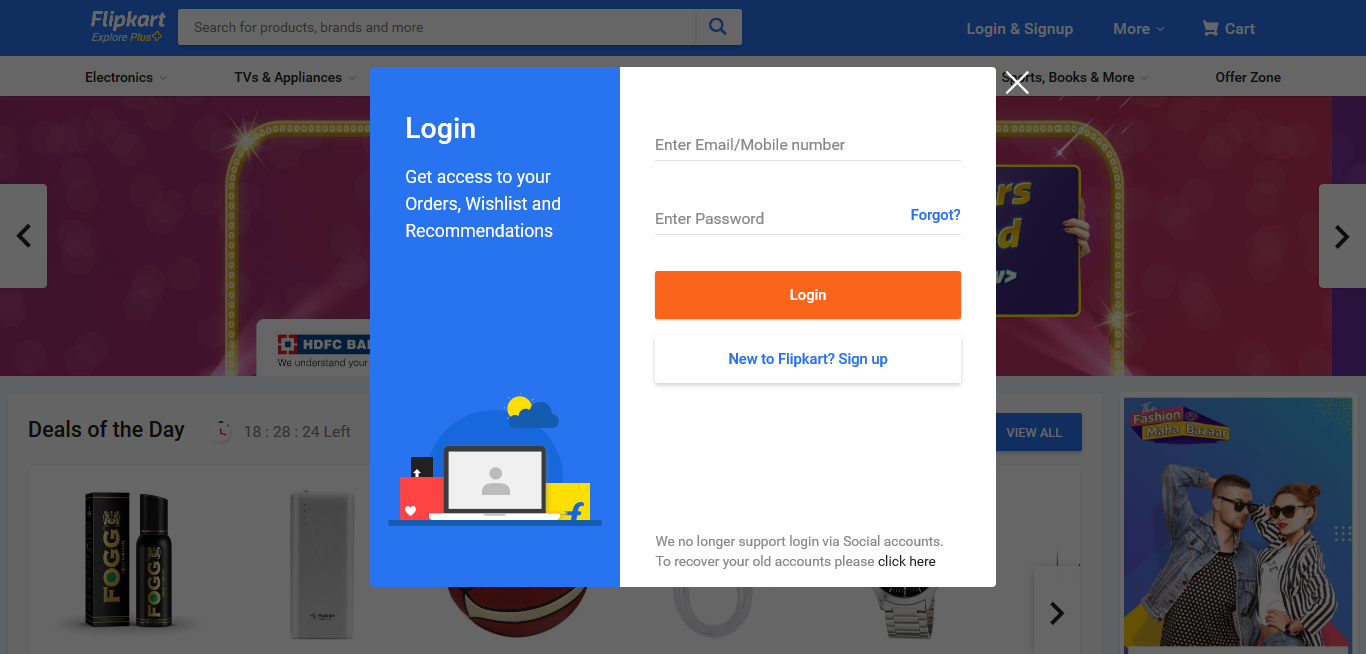 Flipkart
Explore Plus
Search for products, brands and more
Login & Signup
More
Cart
Electronics
TVs & Appliances
Sports, Books & More
Offer Zone
Login
Get access to your
Orders, Wishlist and
Recommendations
Enter Email/Mobile number
Enter Password
Forgot?
Login
New to Flipkart? Sign up
We no longer support login via Social accounts.
To recover your old accounts please click here
HDFC BA
We understand your
Deals of the Day
18 : 28 : 24 Left
VIEW ALL
The
Fashion
Maha Bazaar
FOGG
FOGG